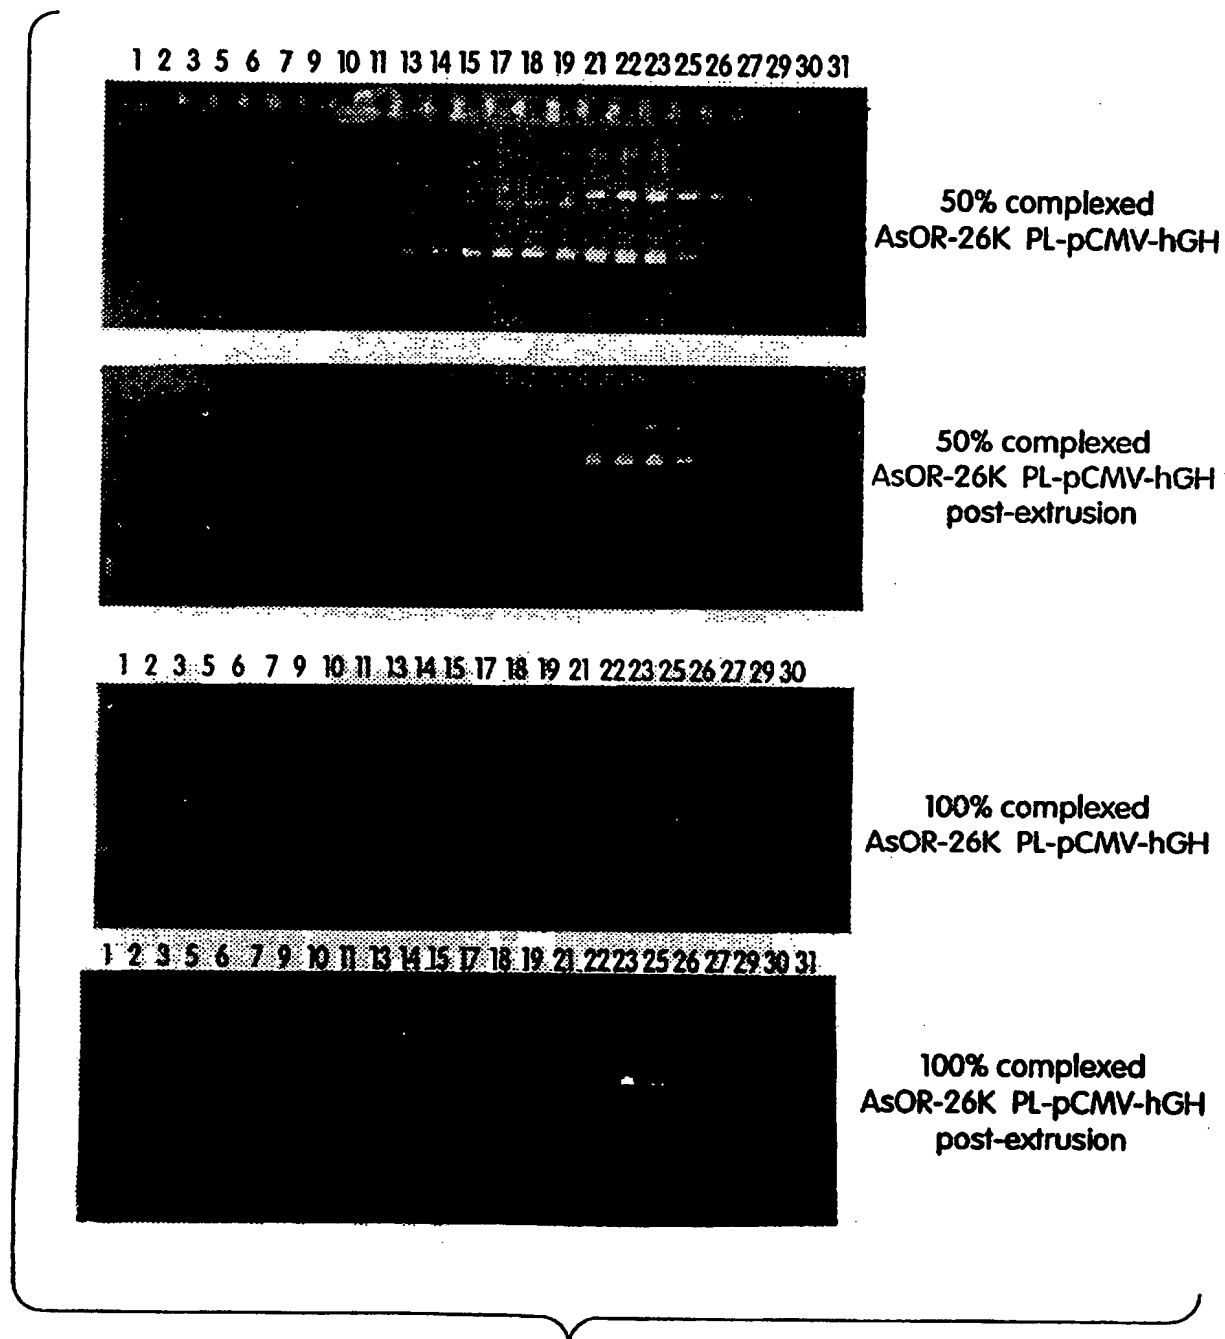 1 2 3 5 6 7 9 10 11 13 14 15 17 18 19 21 22 23 25 26 27 29 30 31
50% complexed
AsOR-26K PL-pCMV-hGH
50% complexed
AsOR-26K PL-pCMV-hGH
post-extrusion
1 2 3 5 6 7 9 10 11 13 14 15 17 18 19 21 22 23 25 26 27 29 30
100% complexed
AsOR-26K PL-pCMV-hGH
1 2 3 5 6 7 9 10 11 13 14 15 17 18 19 21 22 23 25 26 27 29 30 31
100% complexed
AsOR-26K PL-pCMV-hGH
post-extrusion